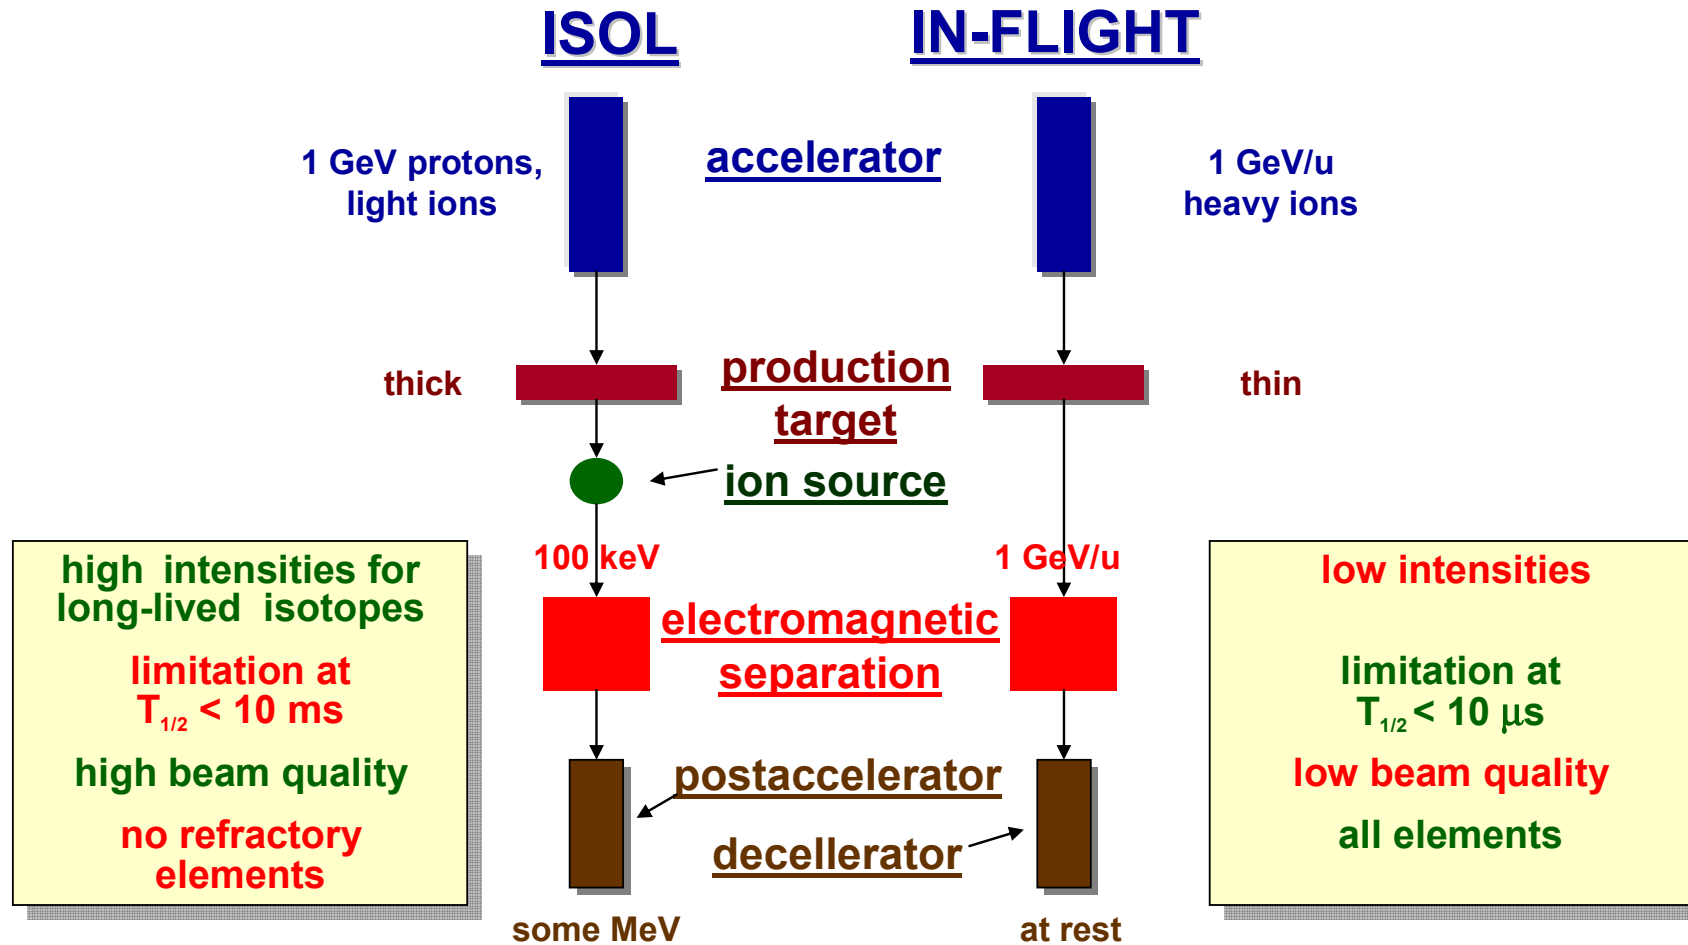 ISOL
IN-FLIGHT
1 GeV protons,
light ions
accelerator
1 GeV/u
heavy ions
thick
production
target
thin
ion source
100 keV
1 GeV/u
high intensities for
long-lived isotopes
limitation at
T1/2 < 10 ms
high beam quality
no refractory
elements
electromagnetic
separation
low intensities
limitation at
T1/2 < 10 μs
low beam quality
all elements
postaccelerator
decellerator
some MeV
at rest